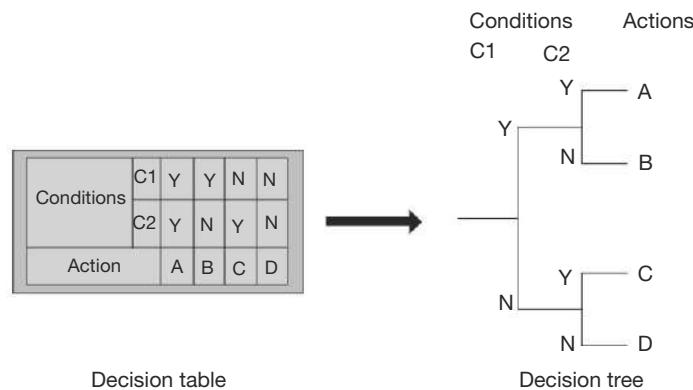 Conditions Actions
C1 C2
Y A
Y
N B
Y C
N
N D
Conditions C1 Y Y N N
C2 Y N Y N
Action A B C D
Decision table Decision tree